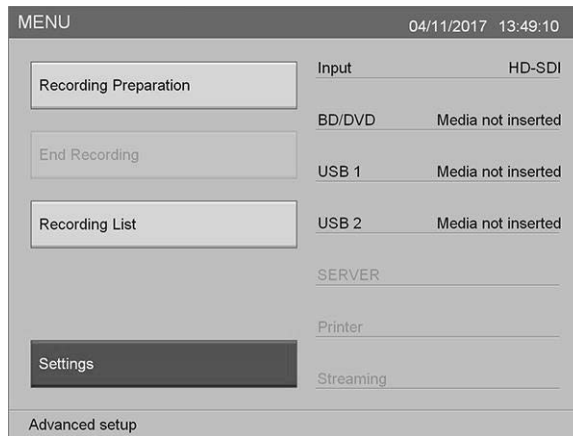 MENU 04/11/2017 13:49:10
Recording Preparation
End Recording
Recording List
Settings
Input HD-SDI
BD/DVD Media not inserted
USB 1 Media not inserted
USB 2 Media not inserted
SERVER
Printer
Streaming
Advanced setup